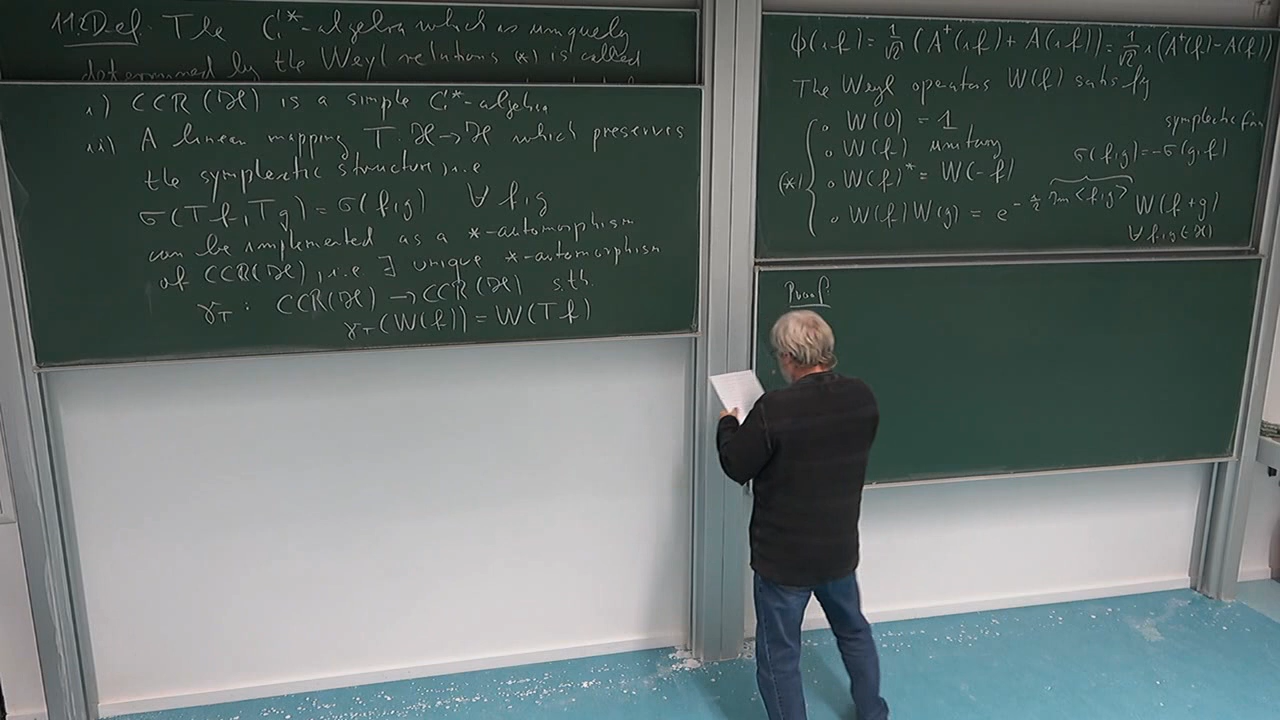 11. Def. The C*-algebra which is uniquely
determined by the Weyl relations (*) is called
i) CCR(ℋ) is a simple C*-algebra
ii) A linear mapping T: ℋ→ℋ which preserves
the symplectic structure, i.e
σ(Tf, Tg) = σ(f,g) ∀ f,g
can be implemented as a *-automorphism
of CCR(ℋ), i.e ∃ unique *-automorphism
γ_T : CCR(ℋ) → CCR(ℋ) s.th.
γ_T(W(f)) = W(Tf)
ϕ(if) = 1/√2 (A⁺(if) + A(if)) = 1/√2 i(A⁺(f) - A(f))
The Weyl operators W(f) satisfy
W(0) = 1
symplectic
W(f) unitary
σ(f,g) = -σ(g,f)
(*)
W(f)* = W(-f)
W(f) W(g) = e^{-i/2 Im <f,g>} W(f+g)
∀ f,g ∈ ℋ
Proof: